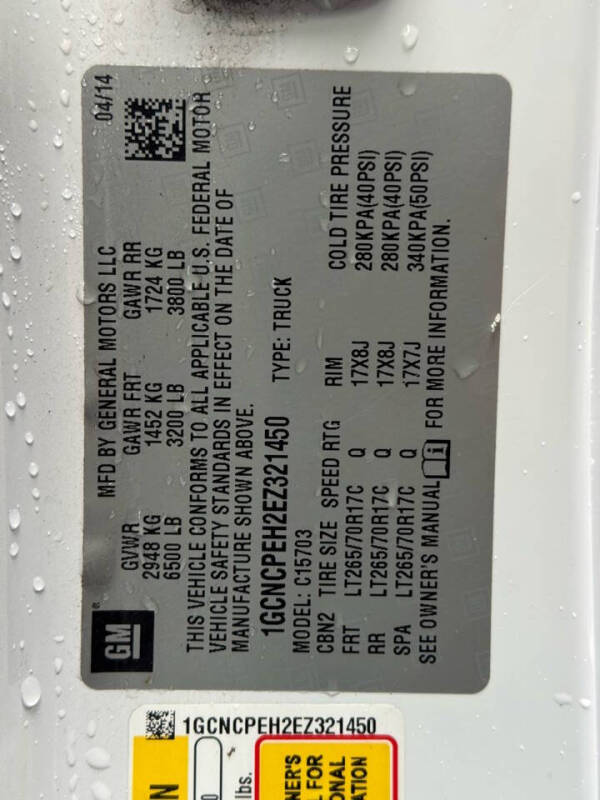 GM
MFD BY GENERAL MOTORS LLC 04/14
GVWR GAWR FRT GAWR RR
2948 KG 1452 KG 1724 KG
6500 LB 3200 LB 3800 LB
THIS VEHICLE CONFORMS TO ALL APPLICABLE U.S. FEDERAL MOTOR
VEHICLE SAFETY STANDARDS IN EFFECT ON THE DATE OF
MANUFACTURE SHOWN ABOVE.
1GCNCPEH2EZ321450 TYPE: TRUCK
MODEL: C15703
CBN2 TIRE SIZE SPEED RTG RIM COLD TIRE PRESSURE
FRT LT265/70R17C Q 17X8J 280KPA(40PSI)
RR LT265/70R17C Q 17X8J 280KPA(40PSI)
SPA LT265/70R17C Q 17X7J 340KPA(50PSI)
SEE OWNER'S MANUAL FOR MORE INFORMATION.
1GCNCPEH2EZ321450
lbs.